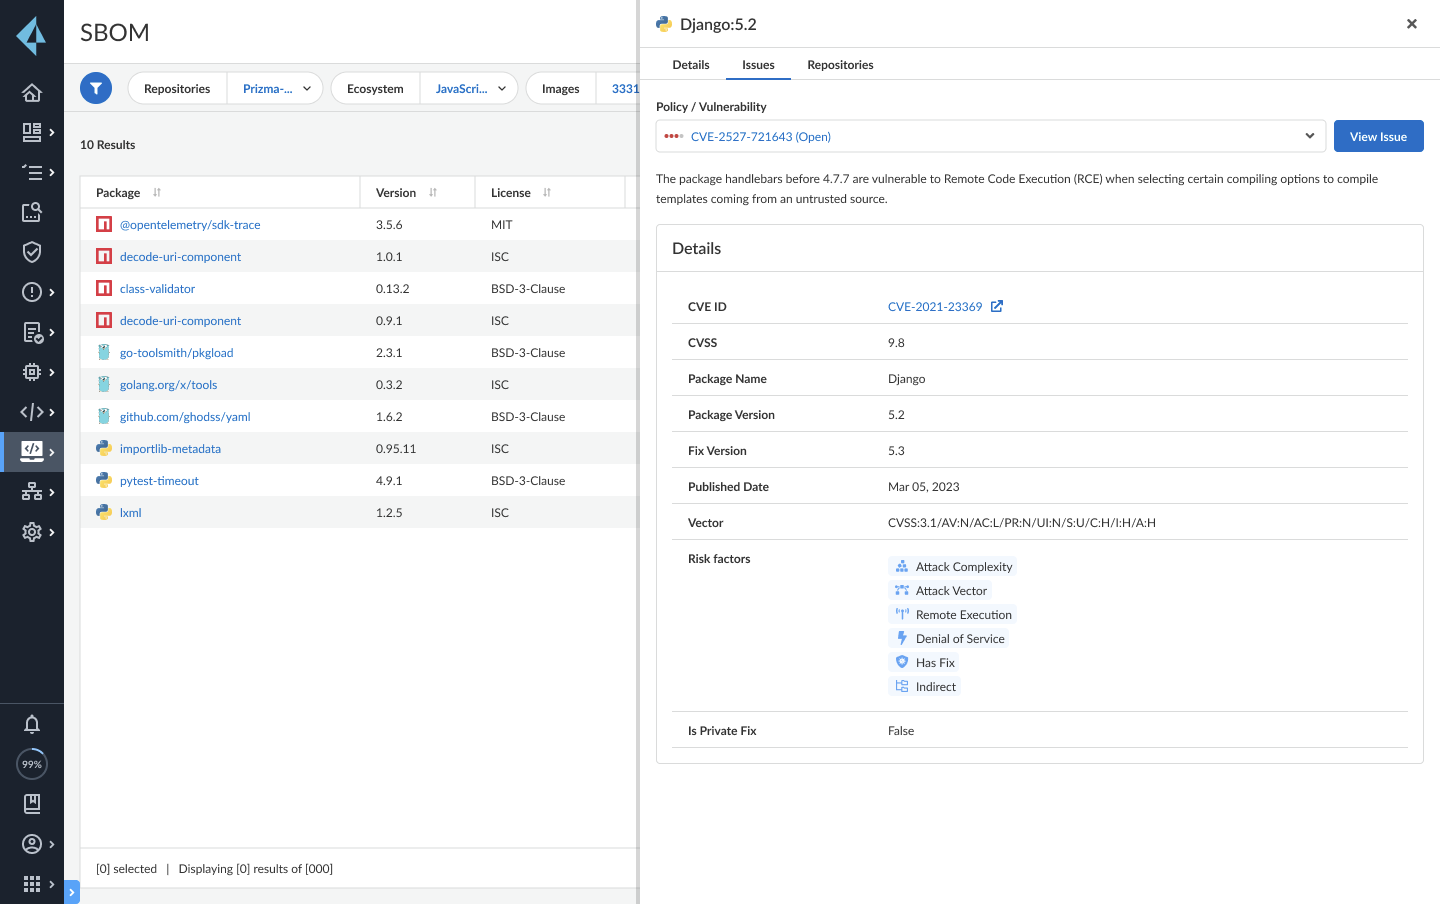 SBOM
Repositories Prizma-... Ecosystem JavaScri... Images 3331
10 Results
Package Version License
@opentelemetry/sdk-trace 3.5.6 MIT
decode-uri-component 1.0.1 ISC
class-validator 0.13.2 BSD-3-Clause
decode-uri-component 0.9.1 ISC
go-toolsmith/pkgload 2.3.1 BSD-3-Clause
golang.org/x/tools 0.3.2 ISC
github.com/ghodss/yaml 1.6.2 BSD-3-Clause
importlib-metadata 0.95.11 ISC
pytest-timeout 4.9.1 BSD-3-Clause
lxml 1.2.5 ISC
99%
[0] selected | Displaying [0] results of [000]
Django:5.2
Details Issues Repositories
Policy / Vulnerability
CVE-2527-721643 (Open) View Issue
The package handlebars before 4.7.7 are vulnerable to Remote Code Execution (RCE) when selecting certain compiling options to compile
templates coming from an untrusted source.
Details
CVE ID CVE-2021-23369
CVSS 9.8
Package Name Django
Package Version 5.2
Fix Version 5.3
Published Date Mar 05, 2023
Vector CVSS:3.1/AV:N/AC:L/PR:N/UI:N/S:U/C:H/I:H/A:H
Risk factors
Attack Complexity
Attack Vector
Remote Execution
Denial of Service
Has Fix
Indirect
Is Private Fix False